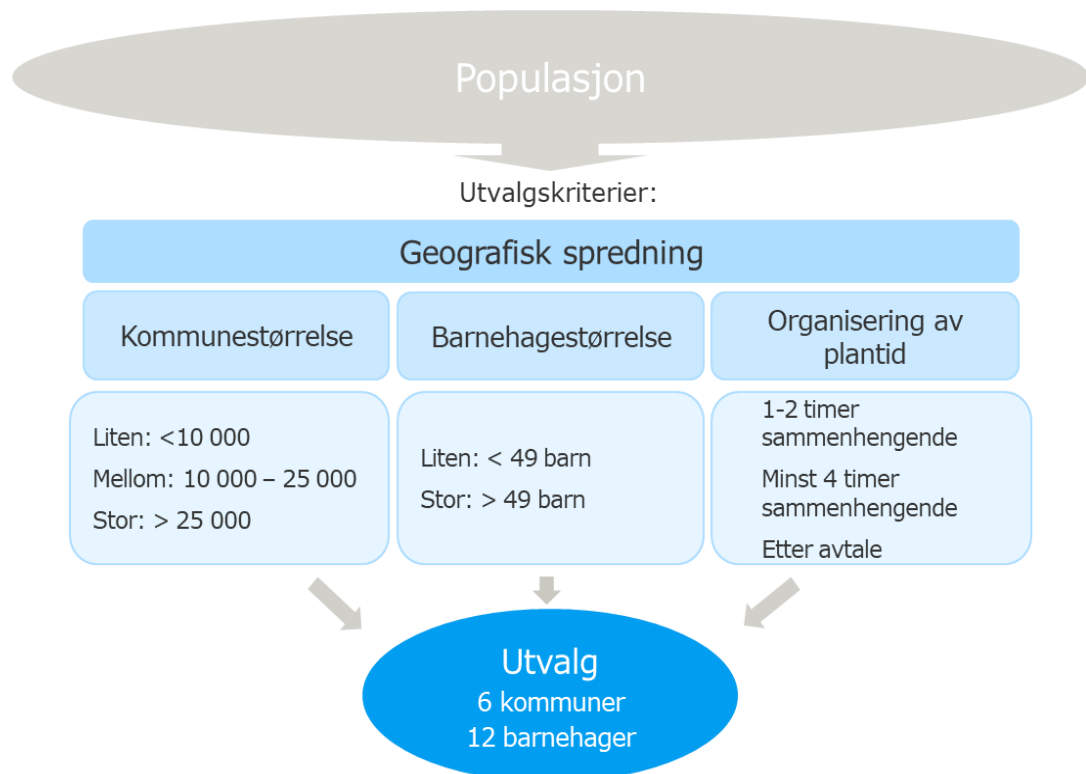 Populasjon
Utvalgskriterier:
Geografisk spredning
Kommunestørrelse
Barnehagestørrelse
Organisering av
plantid
Liten: <10 000
Mellom: 10 000 – 25 000
Stor: > 25 000
Liten: < 49 barn
Stor: > 49 barn
1-2 timer
sammenhengende
Minst 4 timer
sammenhengende
Etter avtale
Utvalg
6 kommuner
12 barnehager